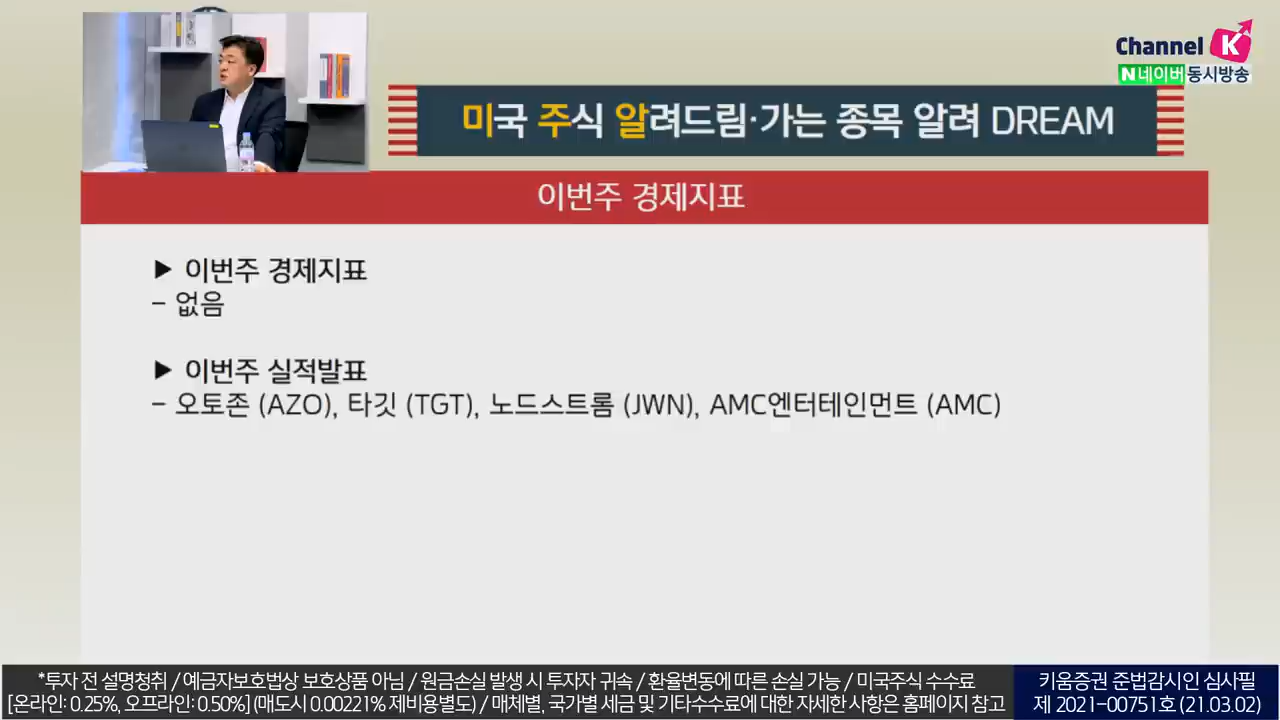 Channel K
N네이버동시방송
미국 주식 알려드림·가는 종목 알려 DREAM
이번주 경제지표
▶ 이번주 경제지표
- 없음
▶ 이번주 실적발표
- 오토존 (AZO), 타깃 (TGT), 노드스트롬 (JWN), AMC엔터테인먼트 (AMC)
*투자 전 설명청취 / 예금자보호법상 보호상품 아님 / 원금손실 발생 시 투자자 귀속 / 환율변동에 따른 손실 가능 / 미국주식 수수료
[온라인: 0.25%, 오프라인: 0.50%] (매도시 0.00221% 제비용별도) / 매체별, 국가별 세금 및 기타수수료에 대한 자세한 사항은 홈페이지 참고
키움증권 준법감시인 심사필
제 2021-00751호 (21.03.02)